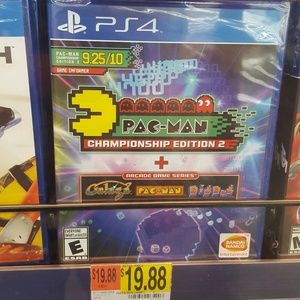 PS4
PAC-MAN
CHAMPIONSHIP
EDITION 2
9.25/10
GAME INFORMER
PAC-MAN
CHAMPIONSHIP EDITION 2
+
ARCADE GAME SERIES
Galaga PAC-MAN DIG DUG
EVERYONE
E
ESRB
BANDAI
NAMCO
Entertainment
$19.88
$19.88